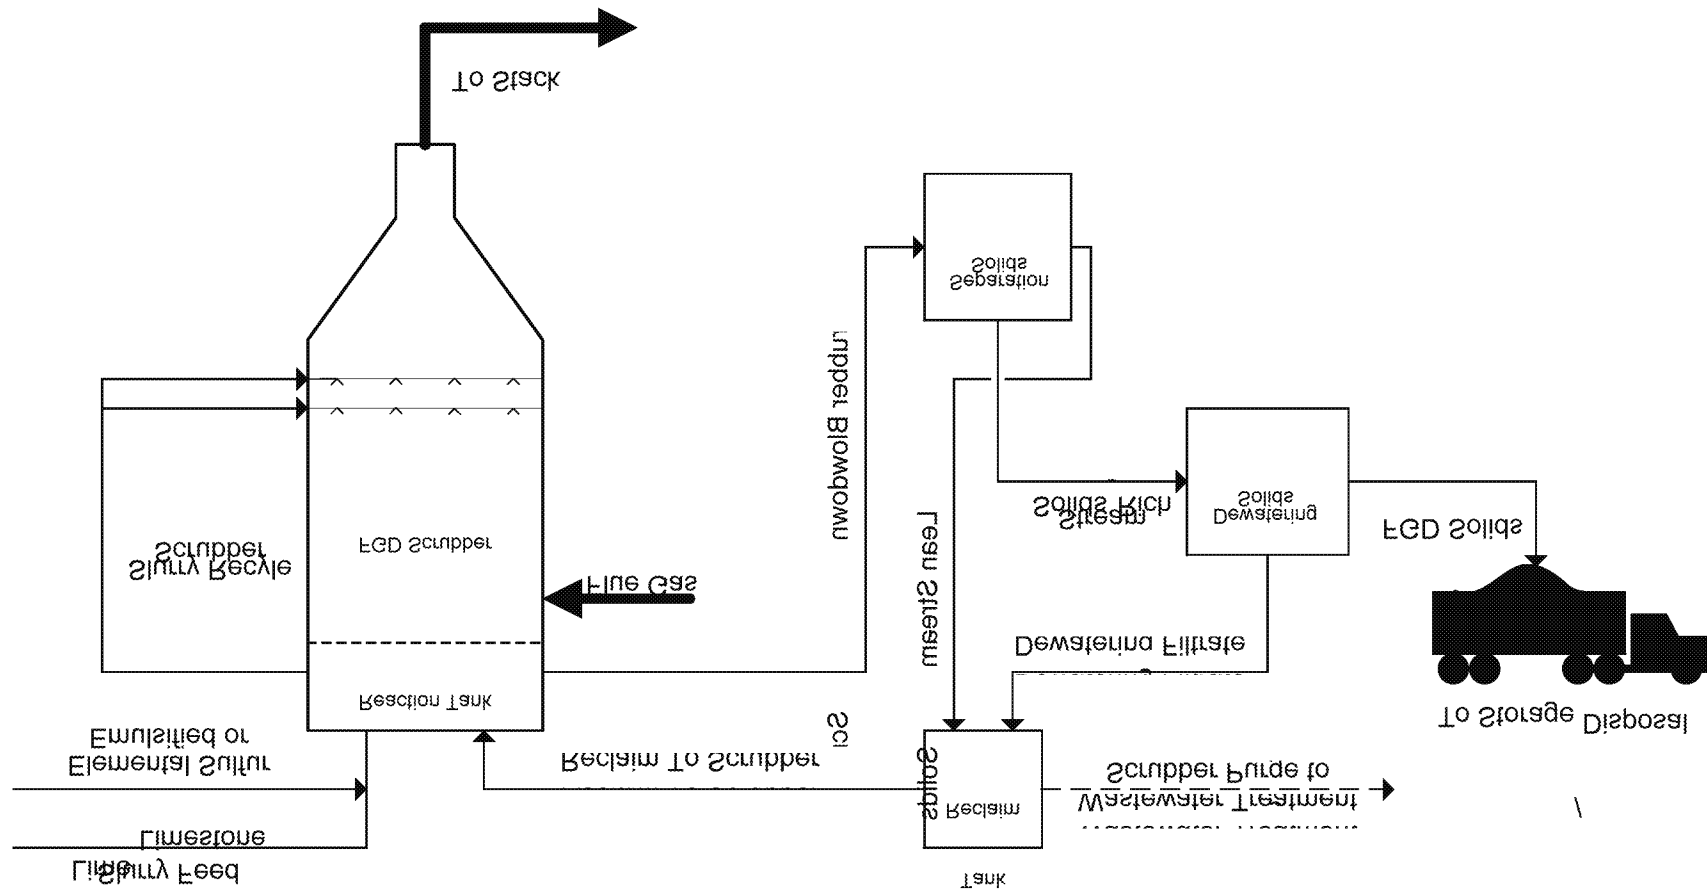 To Stack
Solids
Separation
rubber Blowdown
Solids Rich
Stream
Solids
Dewatering
FGD Solids
Scrubber
Slurry Recyle
FGD Scrubber
Flue Gas
Lean Stream
Dewatering Filtrate
Reaction Tank
To Storage Disposal
/
Scr
Emulsified or
Elemental Sulfur
Reclaim To Scrubber
Solids
Reclaim
Tank
Scrubber Purge to
Wastewater Treatment
Limestone
Slurry Feed